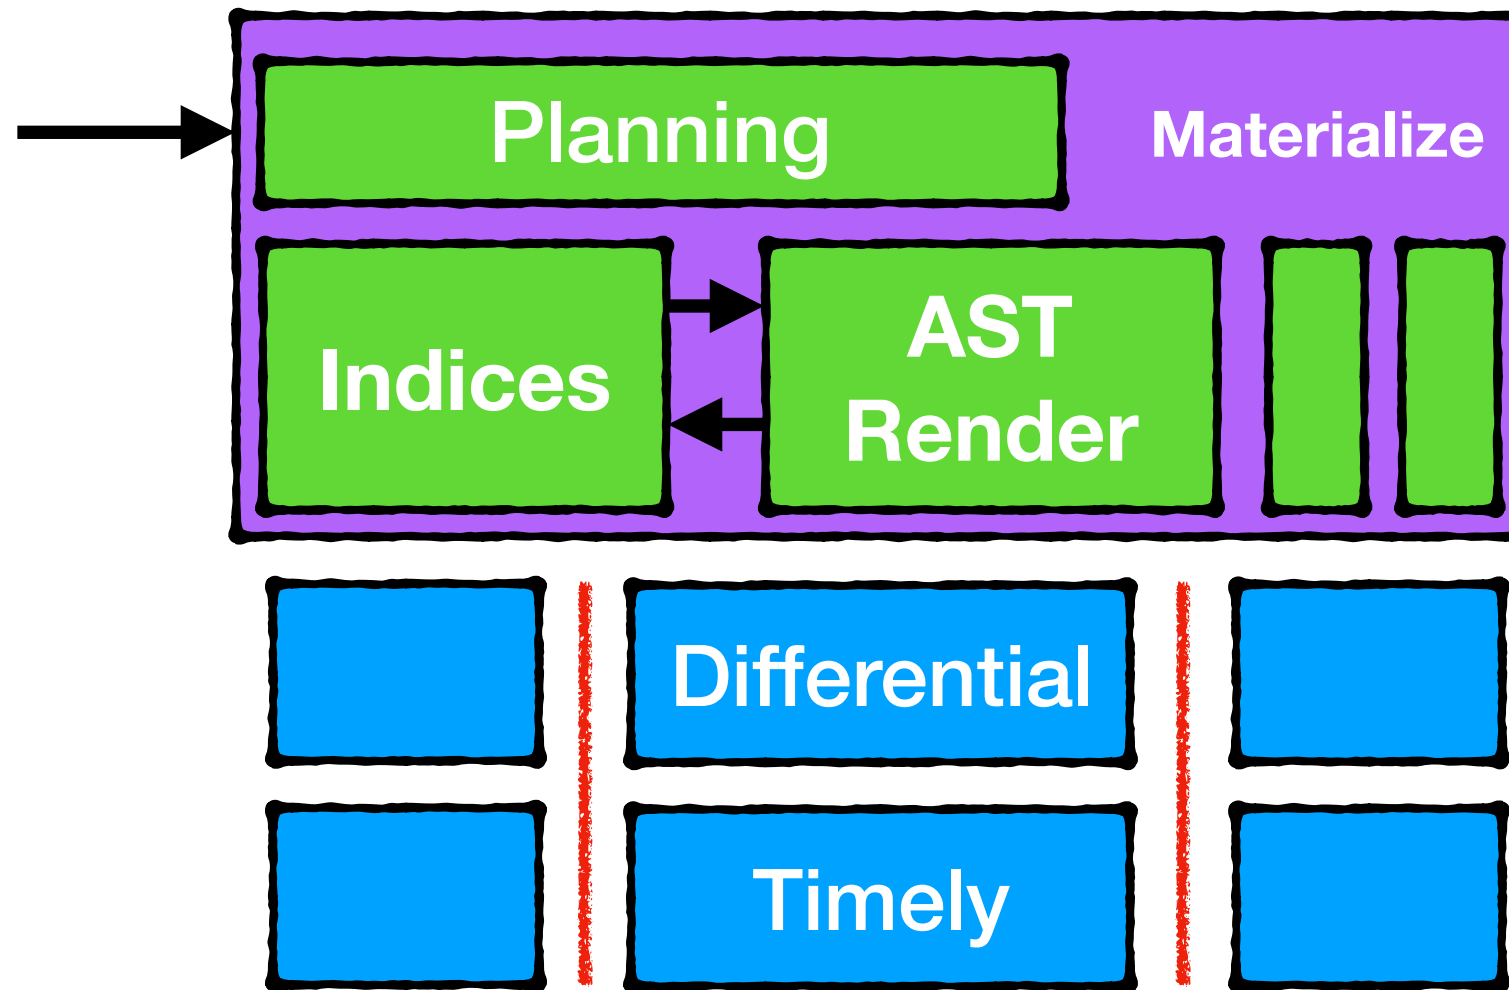 Planning
Materialize
Indices
AST
Render
Differential
Timely